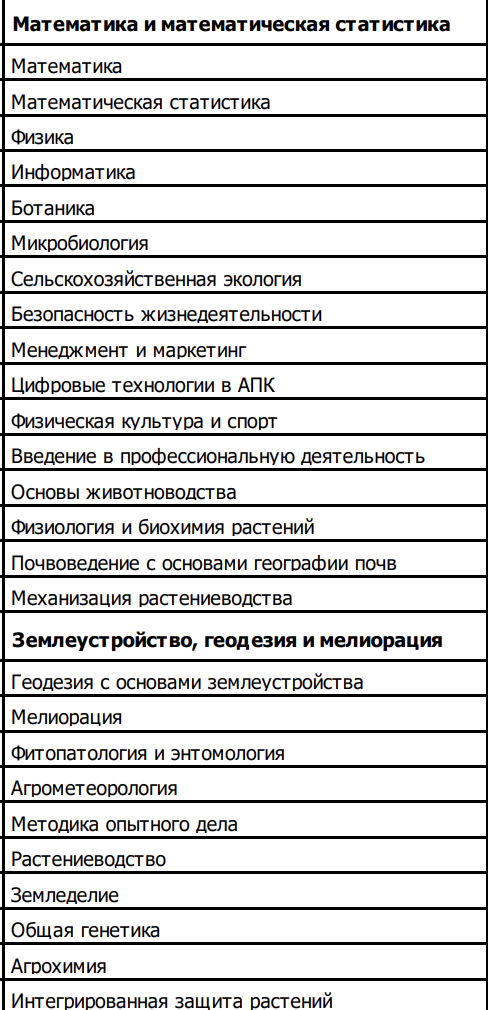 Математика и математическая статистика
Математика
Математическая статистика
Физика
Информатика
Ботаника
Микробиология
Сельскохозяйственная экология
Безопасность жизнедеятельности
Менеджмент и маркетинг
Цифровые технологии в АПК
Физическая культура и спорт
Введение в профессиональную деятельность
Основы животноводства
Физиология и биохимия растений
Почвоведение с основами географии почв
Механизация растениеводства
Землеустройство, геодезия и мелиорация
Геодезия с основами землеустройства
Мелиорация
Фитопатология и энтомология
Агрометеорология
Методика опытного дела
Растениеводство
Земледелие
Общая генетика
Агрохимия
Интегрированная защита растений